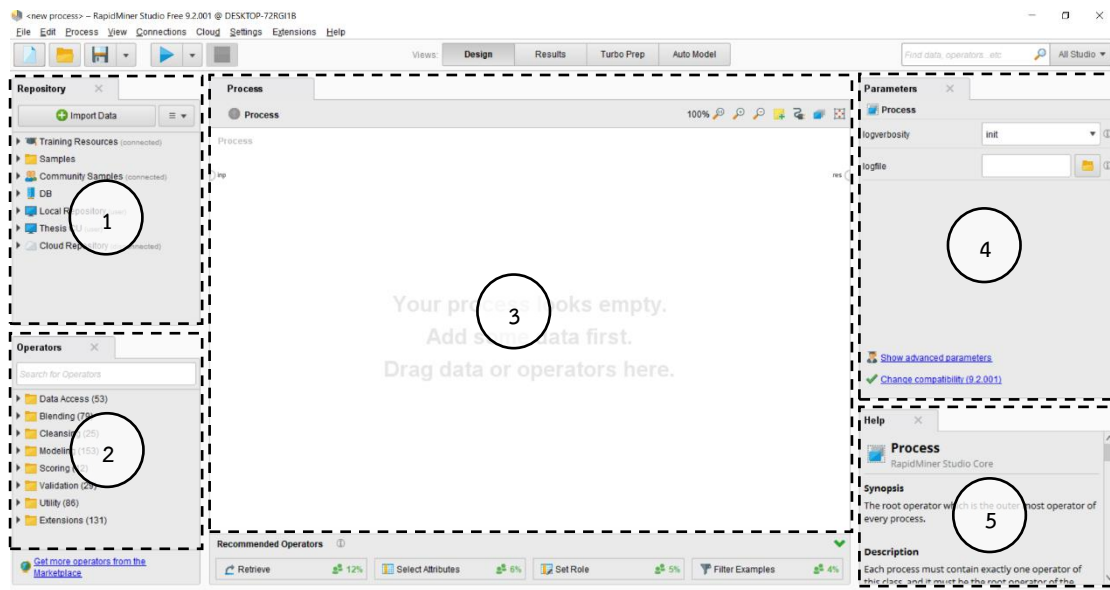 <new process> – RapidMiner Studio Free 9.2.001 @ DESKTOP-72RGI1B
File Edit Process View Connections Cloud Settings Extensions Help
Views: Design Results Turbo Prep Auto Model
Find data, operators...etc
All Studio
Repository
Import Data
Training Resources (connected)
Samples
Community Samples (connected)
DB
Local Repository
Thesis
Cloud Repository
1
Operators
Search for Operators
Data Access (53)
Blending (79)
Cleansing (25)
Modeling (153)
Scoring
Validation (29)
Utility (86)
Extensions (131)
2
Get more operators from the
Marketplace
Process
Process
100%
Process
inp
res
Your process looks empty.
Add some data first.
Drag data or operators here.
3
Recommended Operators
Retrieve 12%
Select Attributes 6%
Set Role 5%
Filter Examples 4%
Parameters
Process
logverbosity init
logfile
4
Show advanced parameters
Change compatibility (9.2.001)
Help
Process
RapidMiner Studio Core
Synopsis
The root operator which is the outer most operator of
every process.
5
Description
Each process must contain exactly one operator of
this class, and it must be the root operator of the